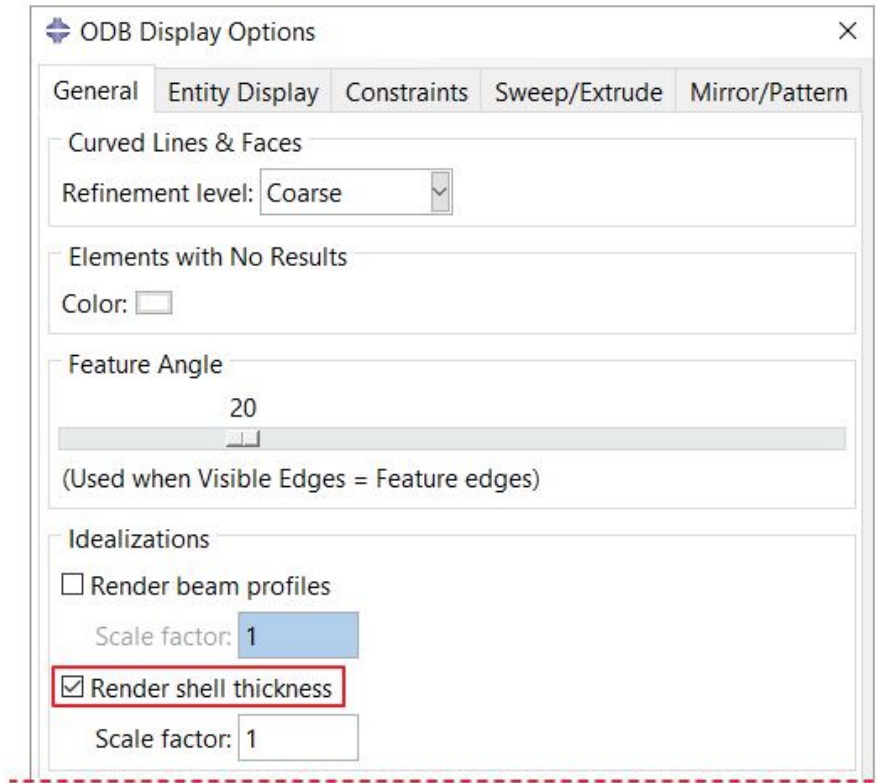 ODB Display Options
General Entity Display Constraints Sweep/Extrude Mirror/Pattern
Curved Lines & Faces
Refinement level: Coarse
Elements with No Results
Color:
Feature Angle
20
(Used when Visible Edges = Feature edges)
Idealizations
Render beam profiles
Scale factor: 1
Render shell thickness
Scale factor: 1